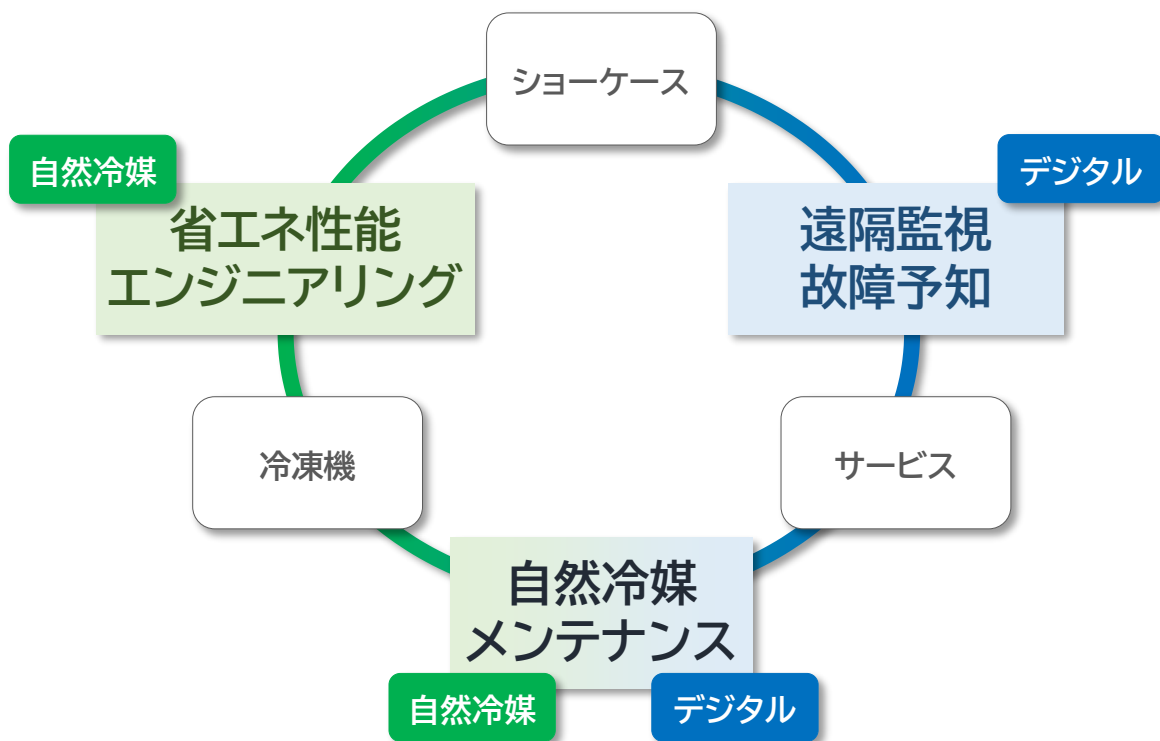 ショーケース
自然冷媒
省エネ性能
エンジニアリング
デジタル
遠隔監視
故障予知
冷凍機
サービス
自然冷媒
メンテナンス
自然冷媒
デジタル